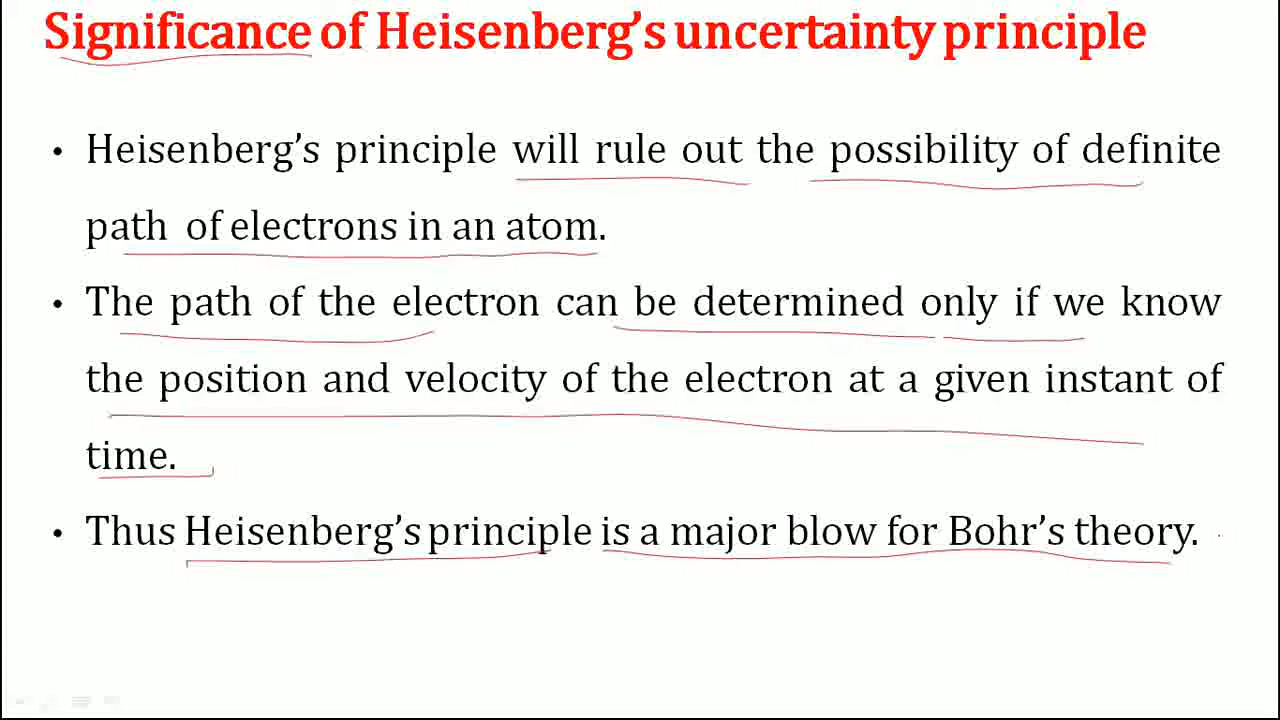 Significance of Heisenberg’s uncertainty principle
• Heisenberg’s principle will rule out the possibility of definite
path of electrons in an atom.
• The path of the electron can be determined only if we know
the position and velocity of the electron at a given instant of
time.
• Thus Heisenberg’s principle is a major blow for Bohr’s theory.